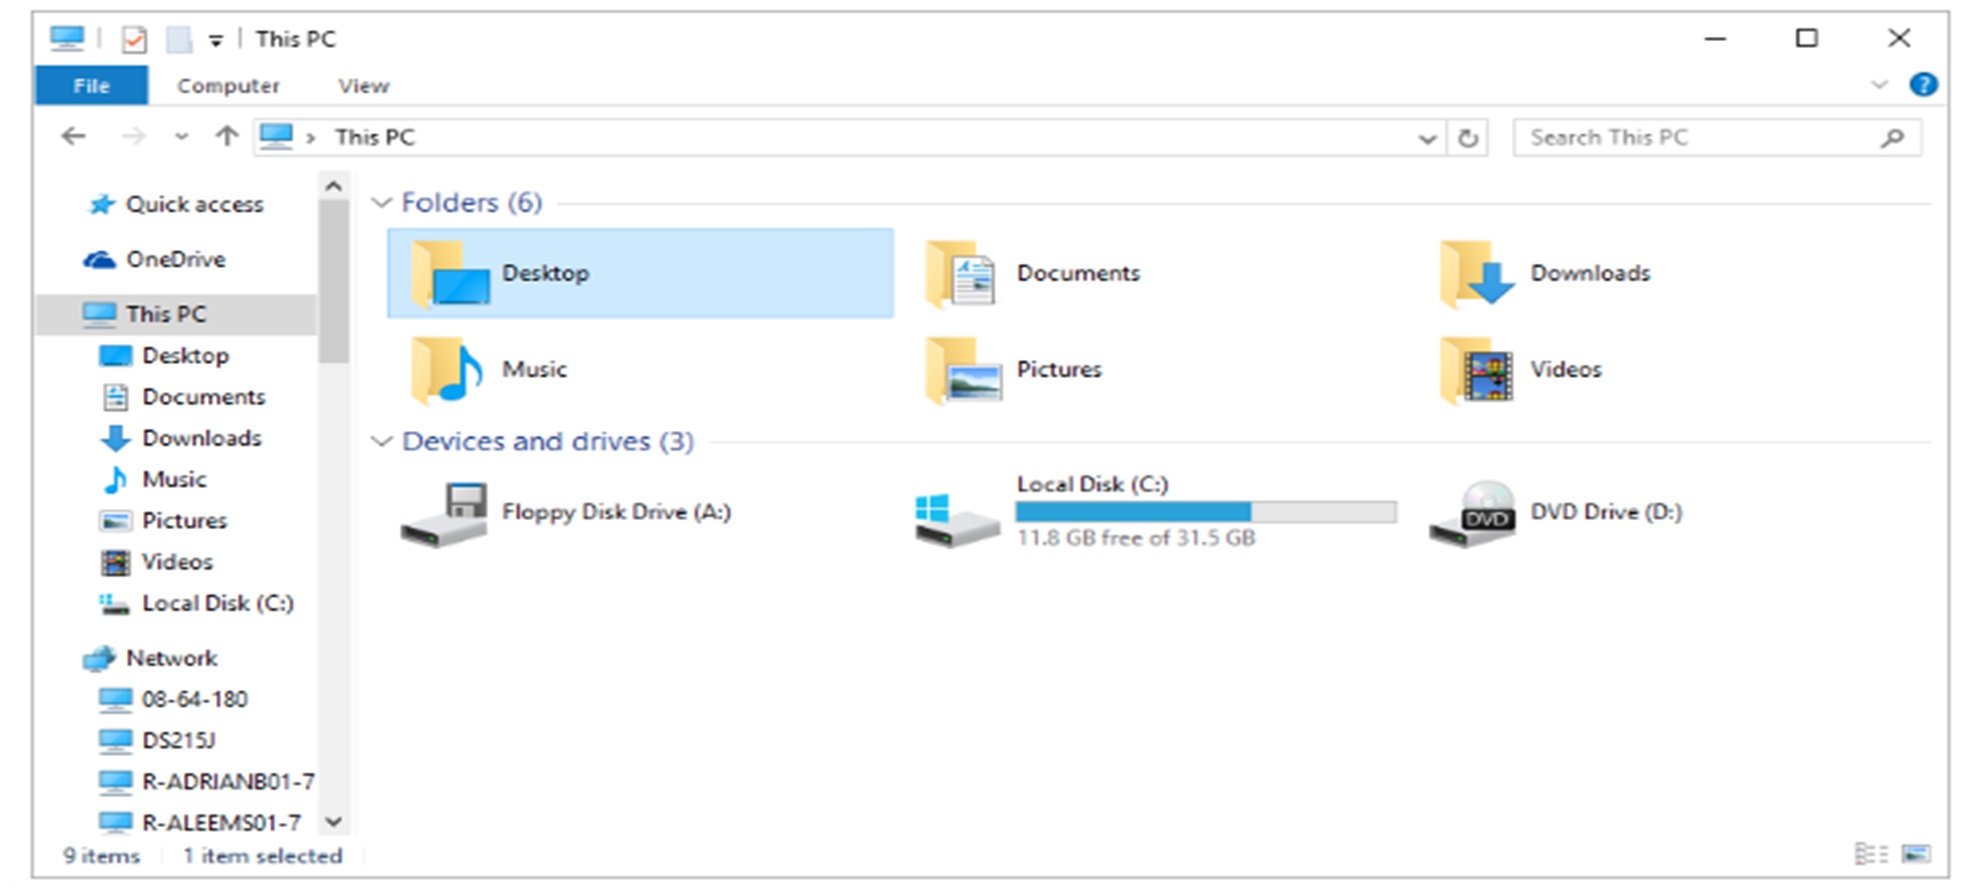 This PC
File Computer View
This PC
Search This PC
Quick access
OneDrive
This PC
Desktop
Documents
Downloads
Music
Pictures
Videos
Local Disk (C:)
Network
08-64-180
DS215J
R-ADRIANB01-7
R-ALEEMS01-7
Folders (6)
Desktop
Documents
Downloads
Music
Pictures
Videos
Devices and drives (3)
Floppy Disk Drive (A:)
Local Disk (C:)
11.8 GB free of 31.5 GB
DVD
DVD Drive (D:)
9 items 1 item selected